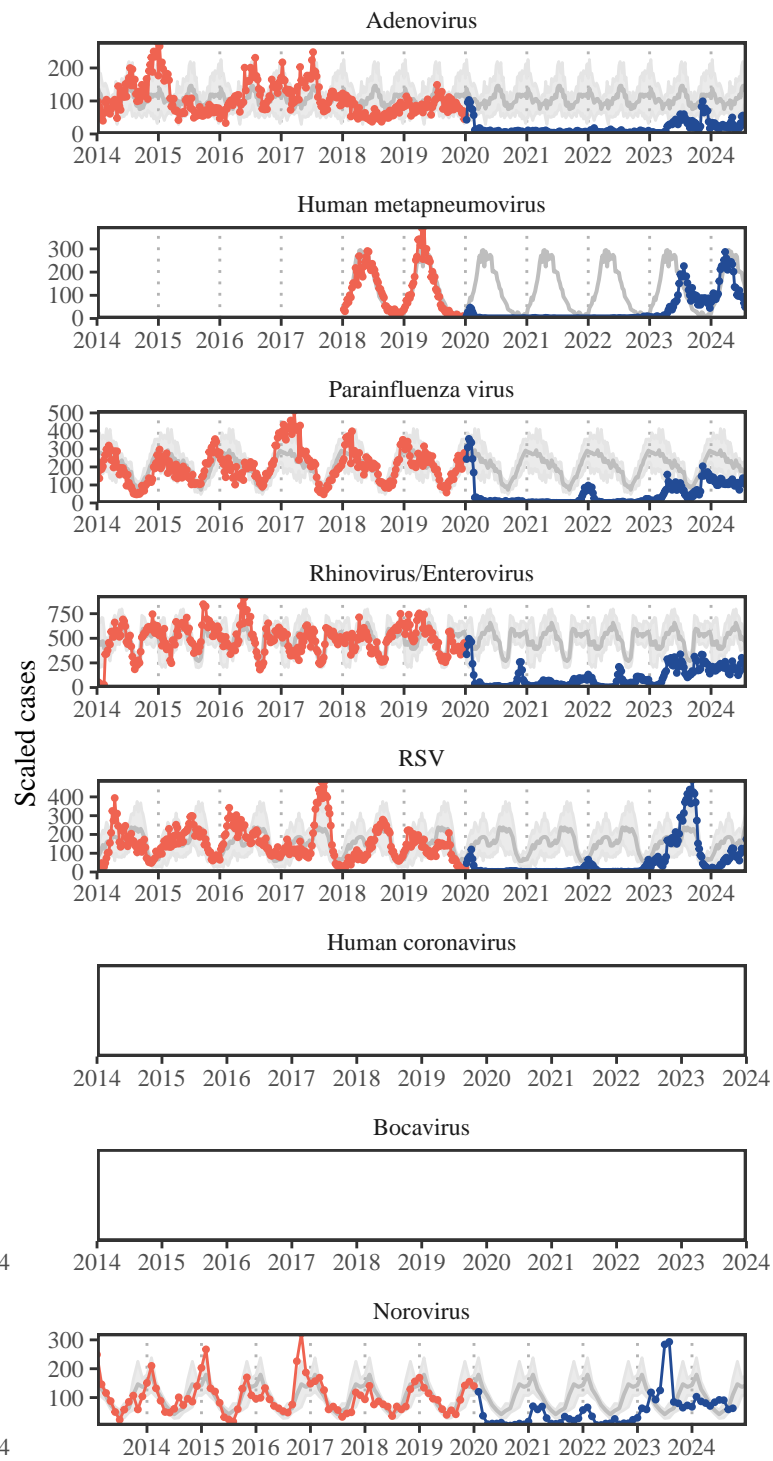 Adenovirus
200
100
0
2014 2015 2016 2017 2018 2019 2020 2021 2022 2023 2024
Human metapneumovirus
300
200
100
0
2014 2015 2016 2017 2018 2019 2020 2021 2022 2023 2024
Parainfluenza virus
500
400
300
200
100
0
2014 2015 2016 2017 2018 2019 2020 2021 2022 2023 2024
Rhinovirus/Enterovirus
750
500
250
0
2014 2015 2016 2017 2018 2019 2020 2021 2022 2023 2024
Scaled cases
RSV
400
300
200
100
0
2014 2015 2016 2017 2018 2019 2020 2021 2022 2023 2024
Human coronavirus
2014 2015 2016 2017 2018 2019 2020 2021 2022 2023 2024
Bocavirus
4 2014 2015 2016 2017 2018 2019 2020 2021 2022 2023 2024
Norovirus
300
200
100
4 2014 2015 2016 2017 2018 2019 2020 2021 2022 2023 2024